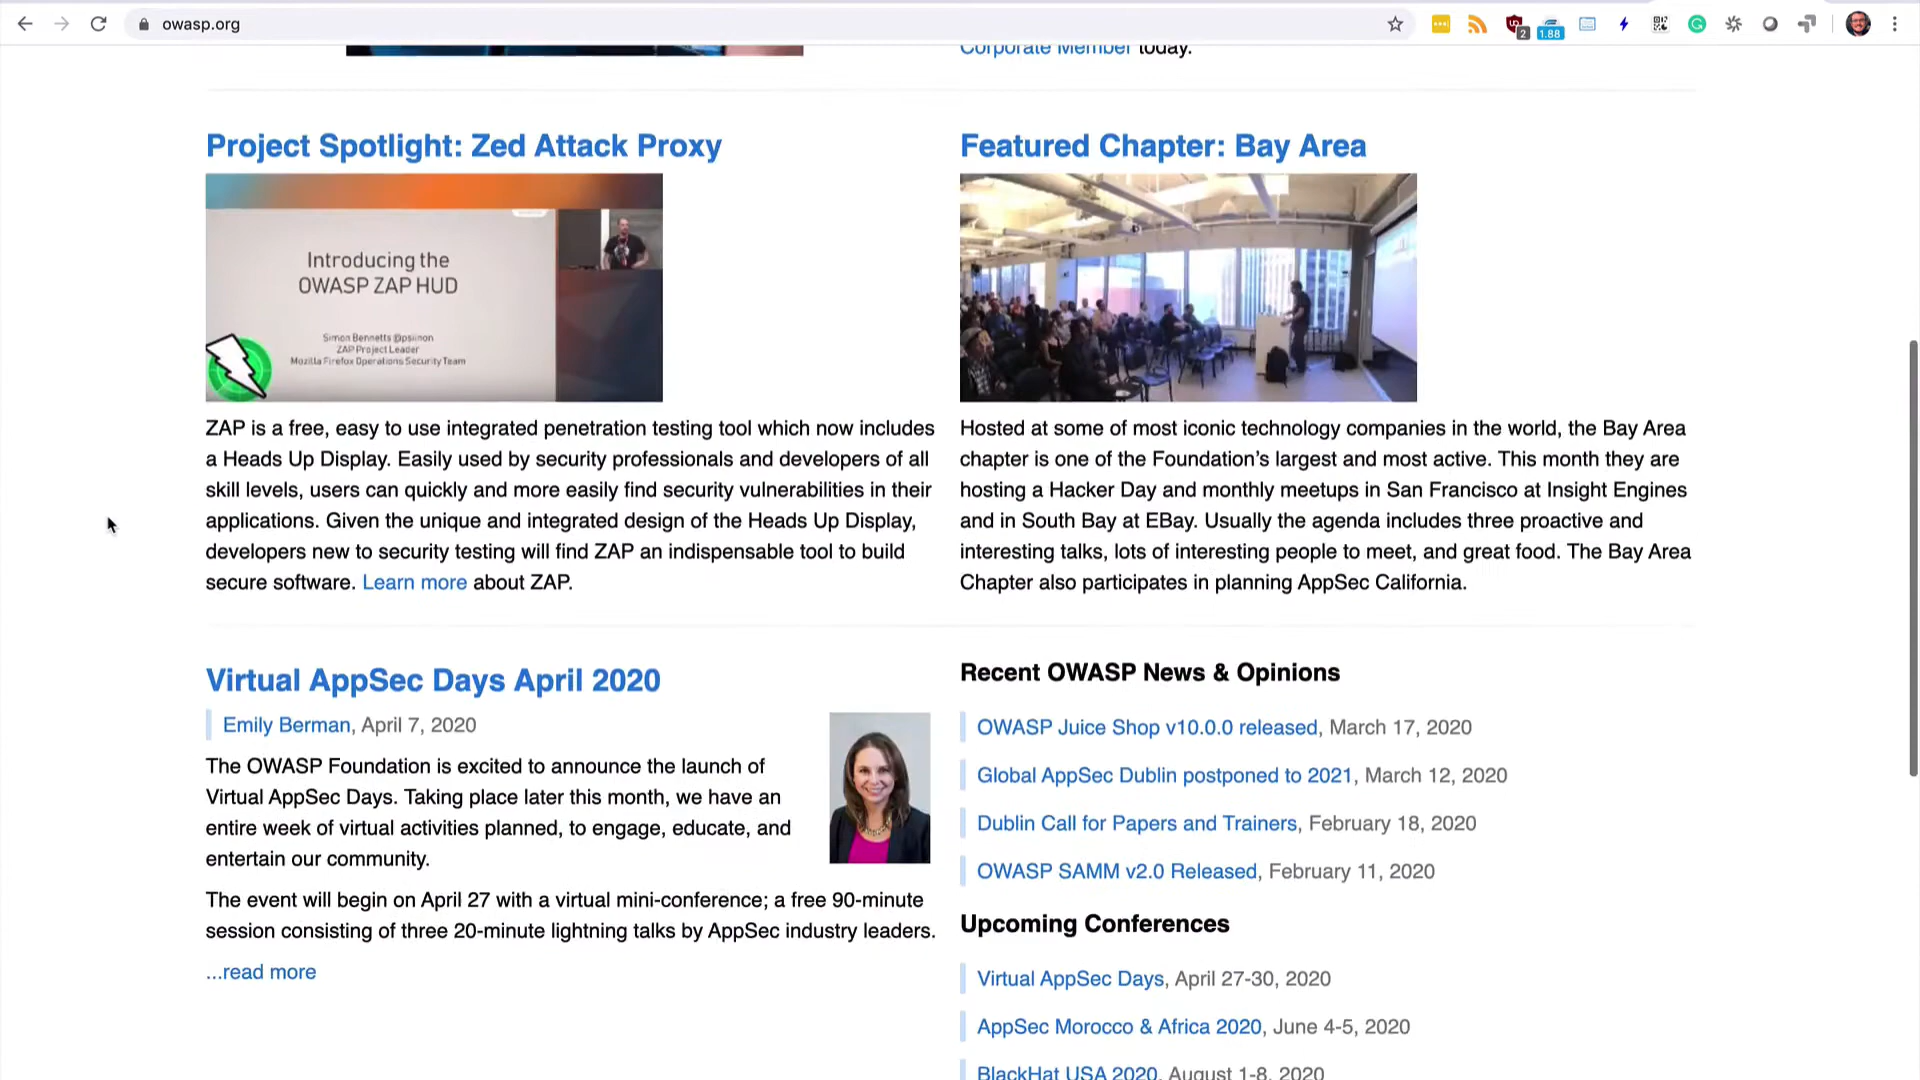 owasp.org
2
1.88
Corporate Member today.
Project Spotlight: Zed Attack Proxy
Introducing the
OWASP ZAP HUD
Simon Bennetts @psiinon
ZAP Project Leader
Mozilla Firefox Operations Security Team
ZAP is a free, easy to use integrated penetration testing tool which now includes
a Heads Up Display. Easily used by security professionals and developers of all
skill levels, users can quickly and more easily find security vulnerabilities in their
applications. Given the unique and integrated design of the Heads Up Display,
developers new to security testing will find ZAP an indispensable tool to build
secure software. Learn more about ZAP.
Featured Chapter: Bay Area
Hosted at some of most iconic technology companies in the world, the Bay Area
chapter is one of the Foundation's largest and most active. This month they are
hosting a Hacker Day and monthly meetups in San Francisco at Insight Engines
and in South Bay at EBay. Usually the agenda includes three proactive and
interesting talks, lots of interesting people to meet, and great food. The Bay Area
Chapter also participates in planning AppSec California.
Virtual AppSec Days April 2020
Emily Berman, April 7, 2020
The OWASP Foundation is excited to announce the launch of
Virtual AppSec Days. Taking place later this month, we have an
entire week of virtual activities planned, to engage, educate, and
entertain our community.
The event will begin on April 27 with a virtual mini-conference; a free 90-minute
session consisting of three 20-minute lightning talks by AppSec industry leaders.
...read more
Recent OWASP News & Opinions
OWASP Juice Shop v10.0.0 released, March 17, 2020
Global AppSec Dublin postponed to 2021, March 12, 2020
Dublin Call for Papers and Trainers, February 18, 2020
OWASP SAMM v2.0 Released, February 11, 2020
Upcoming Conferences
Virtual AppSec Days, April 27-30, 2020
AppSec Morocco & Africa 2020, June 4-5, 2020
BlackHat USA 2020, August 1-8, 2020